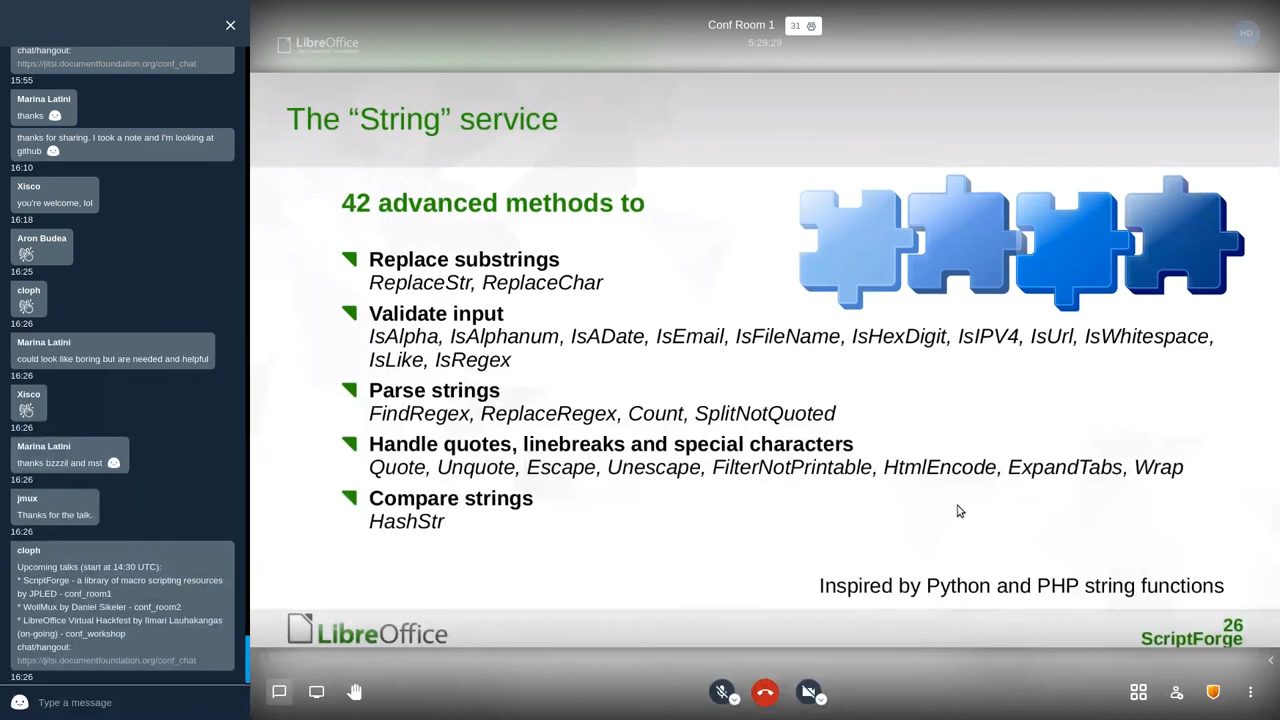 chat/hangout:
https://jitsi.documentfoundation.org/conf_chat
15:55
Marina Latini
thanks
thanks for sharing. I took a note and I'm looking at
github
16:10
Xisco
you're welcome, lol
16:18
Aron Budea
16:25
cloph
16:26
Marina Latini
could look like boring but are needed and helpful
16:26
Xisco
16:26
Marina Latini
thanks bzzzil and mst
16:26
jmux
Thanks for the talk.
16:26
cloph
Upcoming talks (start at 14:30 UTC):
* ScriptForge - a library of macro scripting resources
by JPLED - conf_room1
* WollMux by Daniel Sikeler - conf_room2
* LibreOffice Virtual Hackfest by Ilmari Lauhakangas
(on-going) - conf_workshop
chat/hangout:
https://jitsi.documentfoundation.org/conf_chat
16:26
Type a message
Conf Room 1
31
5:29:29
HD
LibreOffice
The "String" service
42 advanced methods to
Replace substrings
ReplaceStr, ReplaceChar
Validate input
IsAlpha, IsAlphanum, IsADate, IsEmail, IsFileName, IsHexDigit, IsIPV4, IsUrl, IsWhitespace,
IsLike, IsRegex
Parse strings
FindRegex, ReplaceRegex, Count, SplitNotQuoted
Handle quotes, linebreaks and special characters
Quote, Unquote, Escape, Unescape, FilterNotPrintable, HtmlEncode, ExpandTabs, Wrap
Compare strings
HashStr
Inspired by Python and PHP string functions
LibreOffice
26
ScriptForge